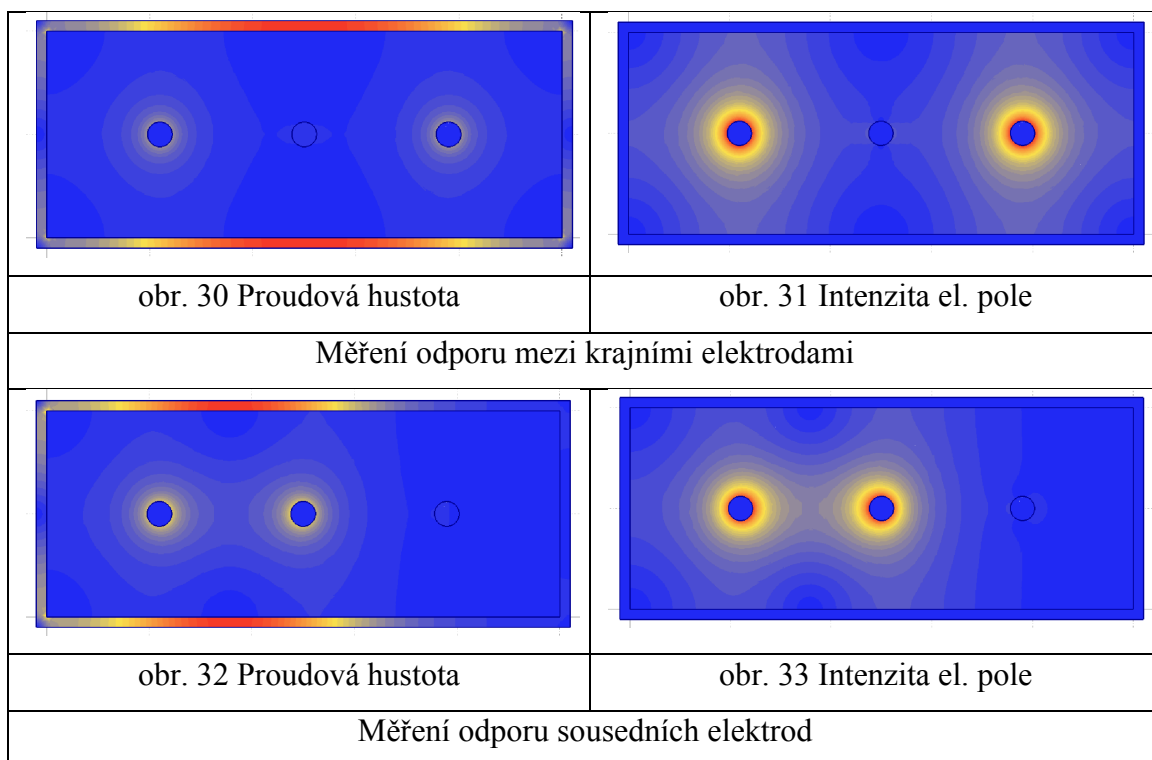 obr. 30 Proudová hustota
obr. 31 Intenzita el. pole
Měření odporu mezi krajními elektrodami
obr. 32 Proudová hustota
obr. 33 Intenzita el. pole
Měření odporu sousedních elektrod